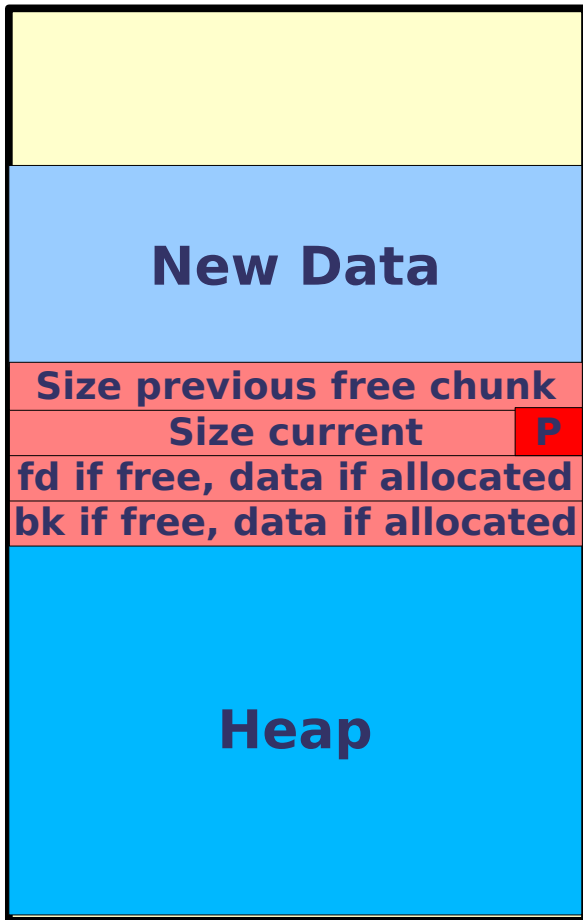 New Data
Size previous free chunk
Size current P
fd if free, data if allocated
bk if free, data if allocated
Heap